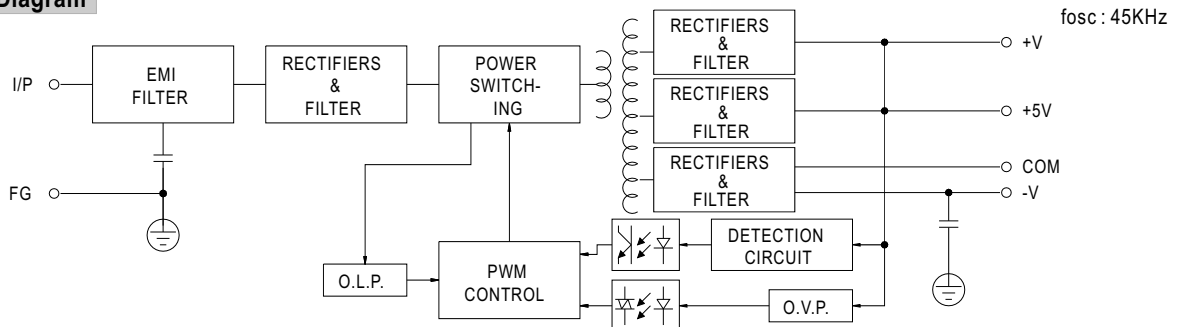 Diagram
fosc : 45KHz
I/P
EMI
FILTER
RECTIFIERS
&
FILTER
POWER
SWITCH-
ING
RECTIFIERS
&
FILTER
+V
RECTIFIERS
&
FILTER
+5V
RECTIFIERS
&
FILTER
COM
-V
FG
O.L.P.
PWM
CONTROL
DETECTION
CIRCUIT
O.V.P.